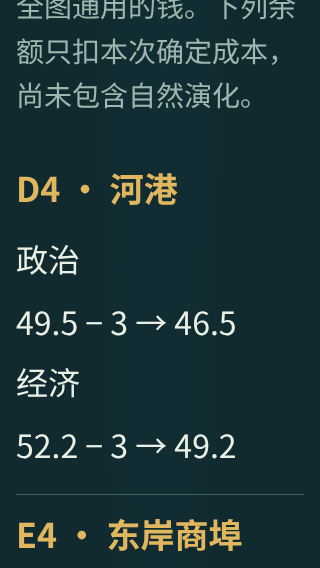 全图通用的钱。下列余
额只扣本次确定成本，
尚未包含自然演化。
D4 · 河港
政治
49.5 − 3 → 46.5
经济
52.2 − 3 → 49.2
E4 · 东岸商埠